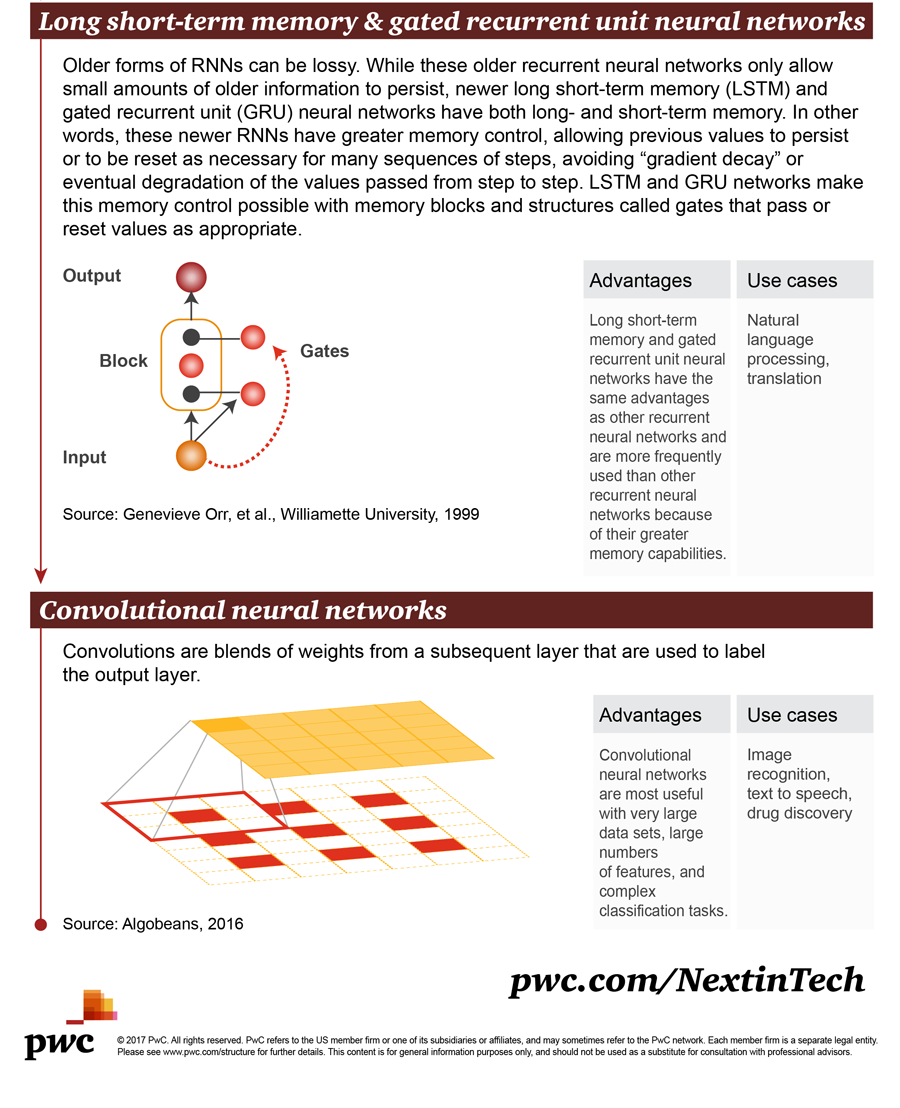 Long short-term memory & gated recurrent unit neural networks
Older forms of RNNs can be lossy. While these older recurrent neural networks only allow
small amounts of older information to persist, newer long short-term memory (LSTM) and
gated recurrent unit (GRU) neural networks have both long- and short-term memory. In other
words, these newer RNNs have greater memory control, allowing previous values to persist
or to be reset as necessary for many sequences of steps, avoiding “gradient decay” or
eventual degradation of the values passed from step to step. LSTM and GRU networks make
this memory control possible with memory blocks and structures called gates that pass or
reset values as appropriate.
Output
Block
Gates
Input
Source: Genevieve Orr, et al., Williamette University, 1999
Advantages
Long short-term
memory and gated
recurrent unit neural
networks have the
same advantages
as other recurrent
neural networks and
are more frequently
used than other
recurrent neural
networks because
of their greater
memory capabilities.
Use cases
Natural
language
processing,
translation
Convolutional neural networks
Convolutions are blends of weights from a subsequent layer that are used to label
the output layer.
Source: Algobeans, 2016
Advantages
Convolutional
neural networks
are most useful
with very large
data sets, large
numbers
of features, and
complex
classification tasks.
Use cases
Image
recognition,
text to speech,
drug discovery
pwc.com/NextinTech
pwc
© 2017 PwC. All rights reserved. PwC refers to the US member firm or one of its subsidiaries or affiliates, and may sometimes refer to the PwC network. Each member firm is a separate legal entity.
Please see www.pwc.com/structure for further details. This content is for general information purposes only, and should not be used as a substitute for consultation with professional advisors.